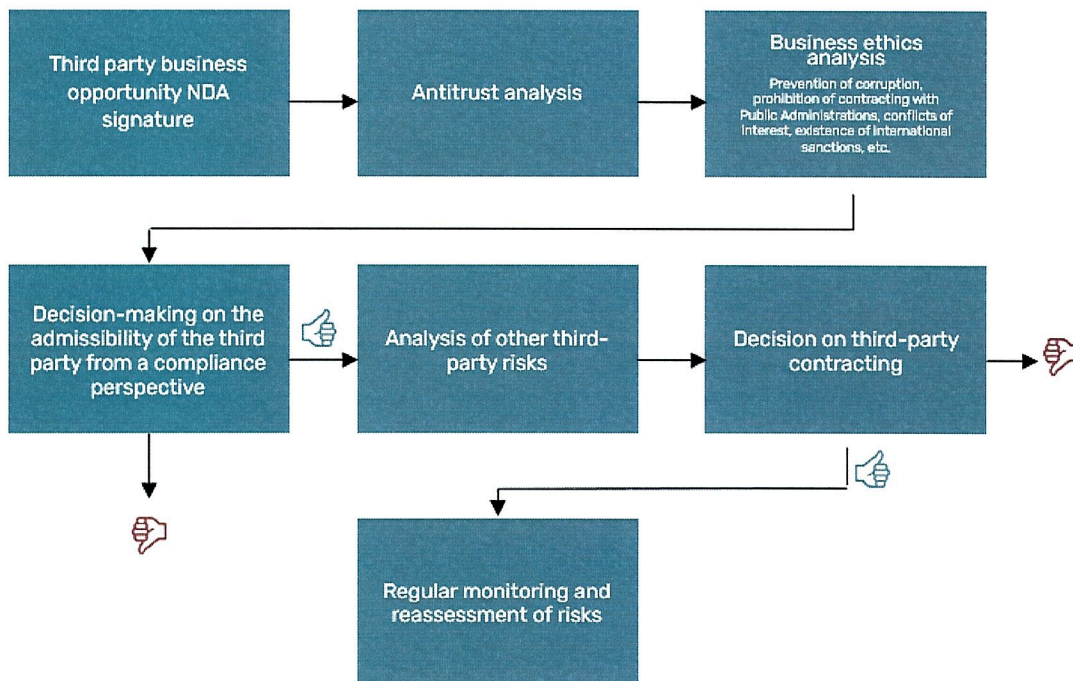 Third party business
opportunity NDA
signature
Antitrust analysis
Business ethics
analysis
Prevention of corruption,
prohibition of contracting with
Public Administrations, conflicts of
interest, existence of international
sanctions, etc.
Decision-making on the
admissibility of the third
party from a compliance
perspective
Analysis of other third-
party risks
Decision on third-party
contracting
Regular monitoring and
reassessment of risks